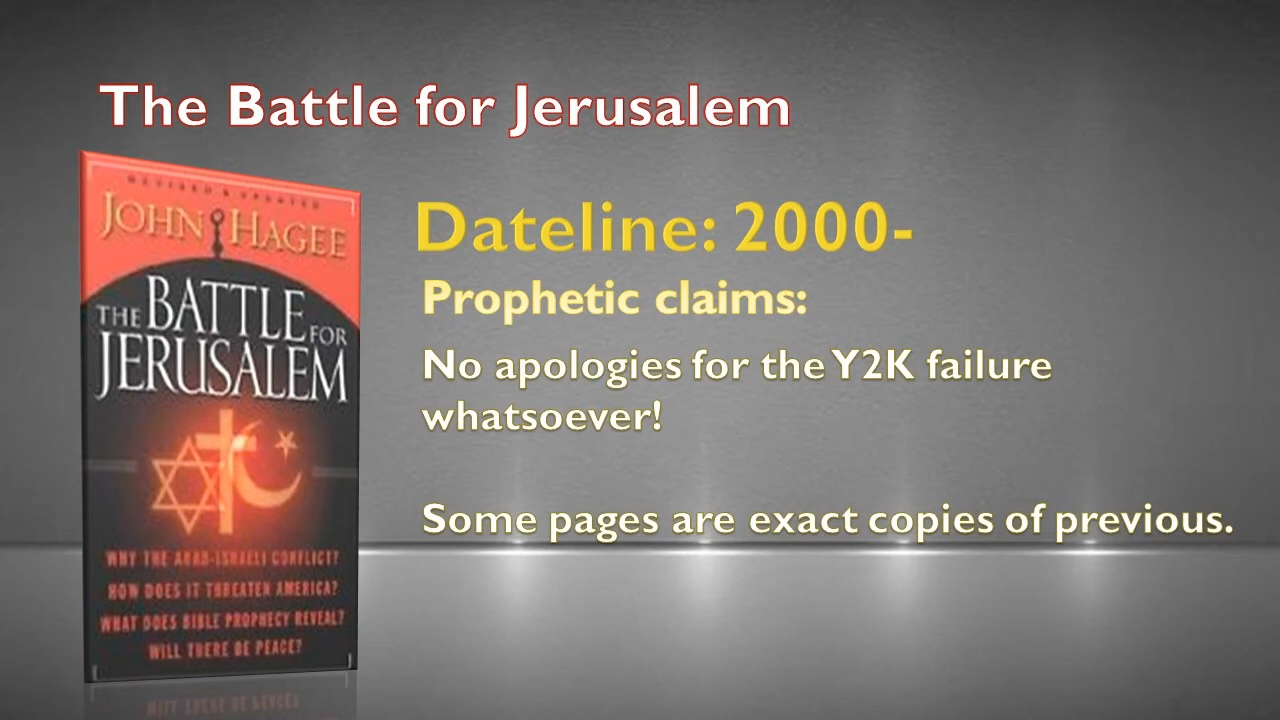 The Battle for Jerusalem
REVISED & UPDATED
JOHN HAGEE
THE BATTLE FOR
JERUSALEM
WHY THE ARAB-ISRAELI CONFLICT?
HOW DOES IT THREATEN AMERICA?
WHAT DOES BIBLE PROPHECY REVEAL?
WILL THERE BE PEACE?
Dateline: 2000-
Prophetic claims:
No apologies for the Y2K failure
whatsoever!
Some pages are exact copies of previous.